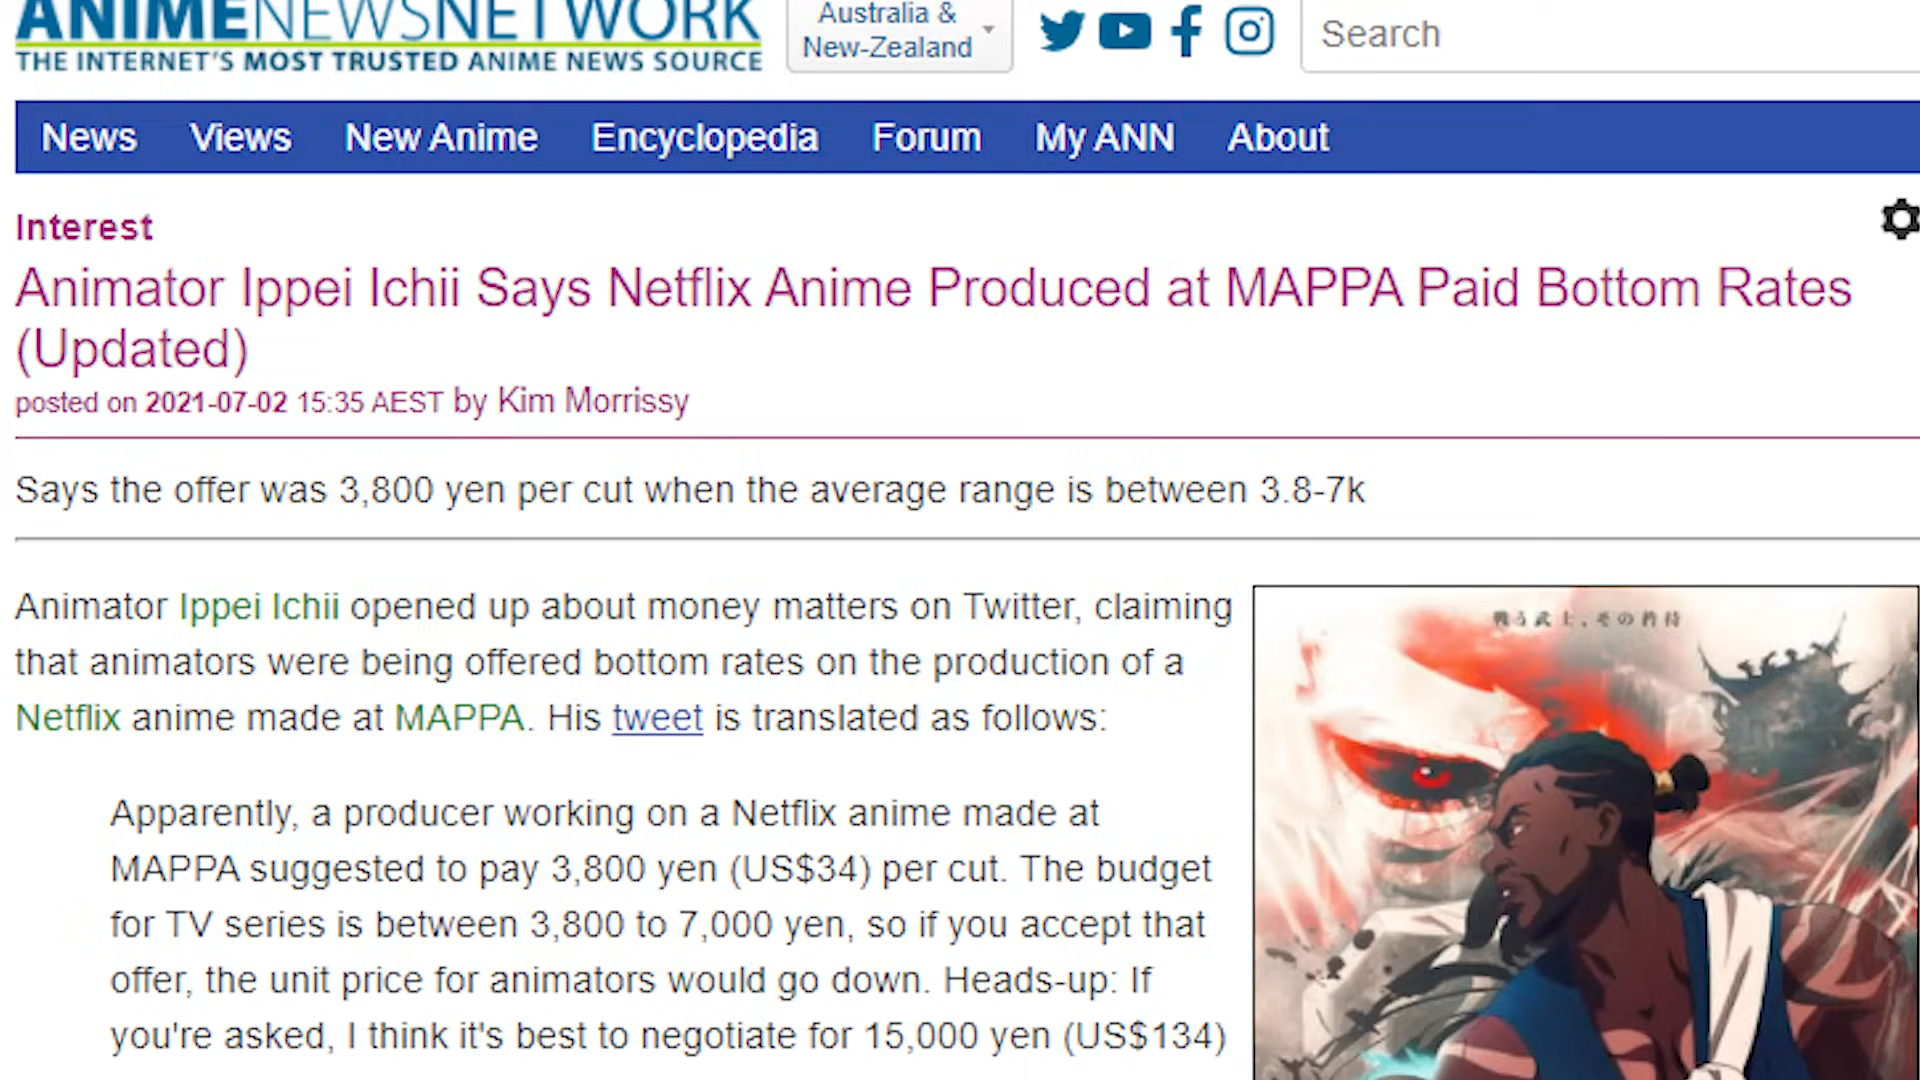 ANIMENEWSNETWORK
THE INTERNET'S MOST TRUSTED ANIME NEWS SOURCE
Australia &
New-Zealand
Search
News Views New Anime Encyclopedia Forum My ANN About
Interest
Animator Ippei Ichii Says Netflix Anime Produced at MAPPA Paid Bottom Rates
(Updated)
posted on 2021-07-02 15:35 AEST by Kim Morrissy
Says the offer was 3,800 yen per cut when the average range is between 3.8-7k
Animator Ippei Ichii opened up about money matters on Twitter, claiming
that animators were being offered bottom rates on the production of a
Netflix anime made at MAPPA. His tweet is translated as follows:
Apparently, a producer working on a Netflix anime made at
MAPPA suggested to pay 3,800 yen (US$34) per cut. The budget
for TV series is between 3,800 to 7,000 yen, so if you accept that
offer, the unit price for animators would go down. Heads-up: If
you're asked, I think it's best to negotiate for 15,000 yen (US$134)
戦う武士、その矜持